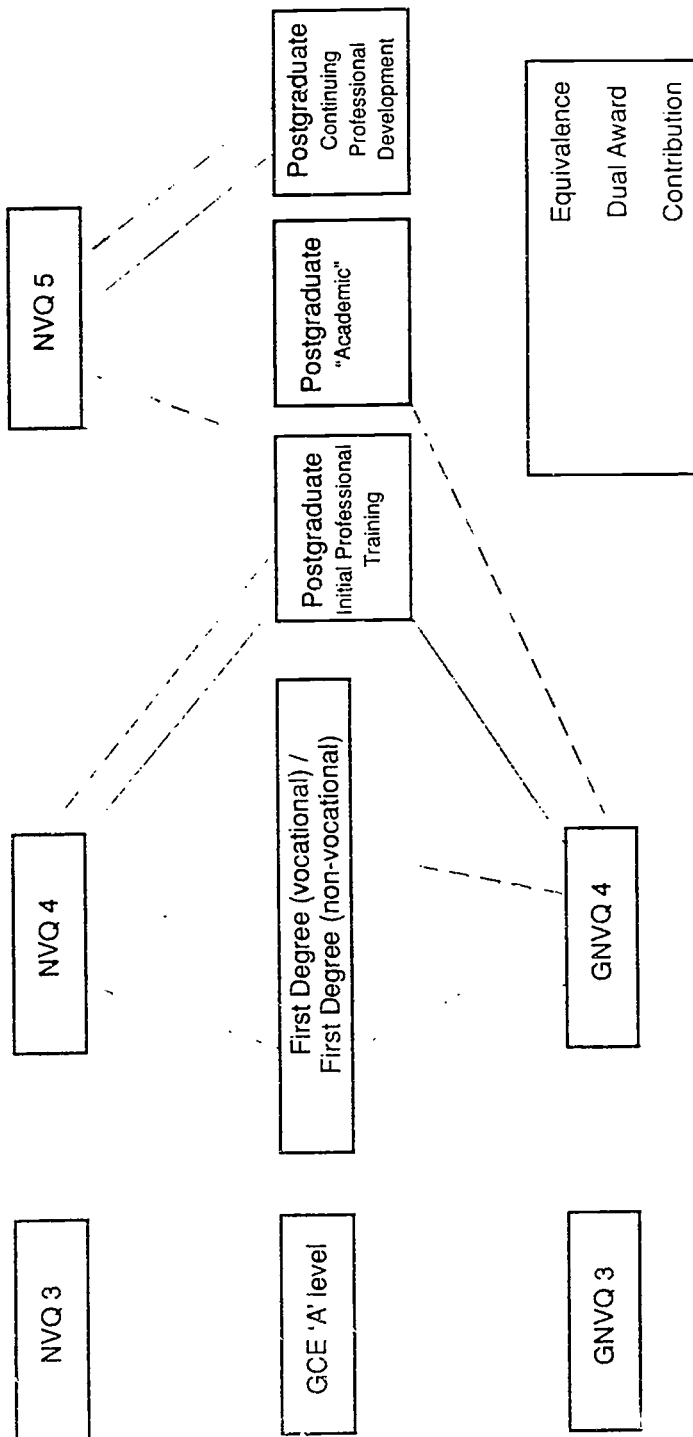 NVQ 3
NVQ 4
NVQ 5
GCE 'A' level
First Degree (vocational) /
First Degree (non-vocational)
Postgraduate
Initial Professional
Training
Postgraduate
"Academic"
Postgraduate
Continuing
Professional
Development
GNVQ 3
GNVQ 4
Equivalence
Dual Award
Contribution